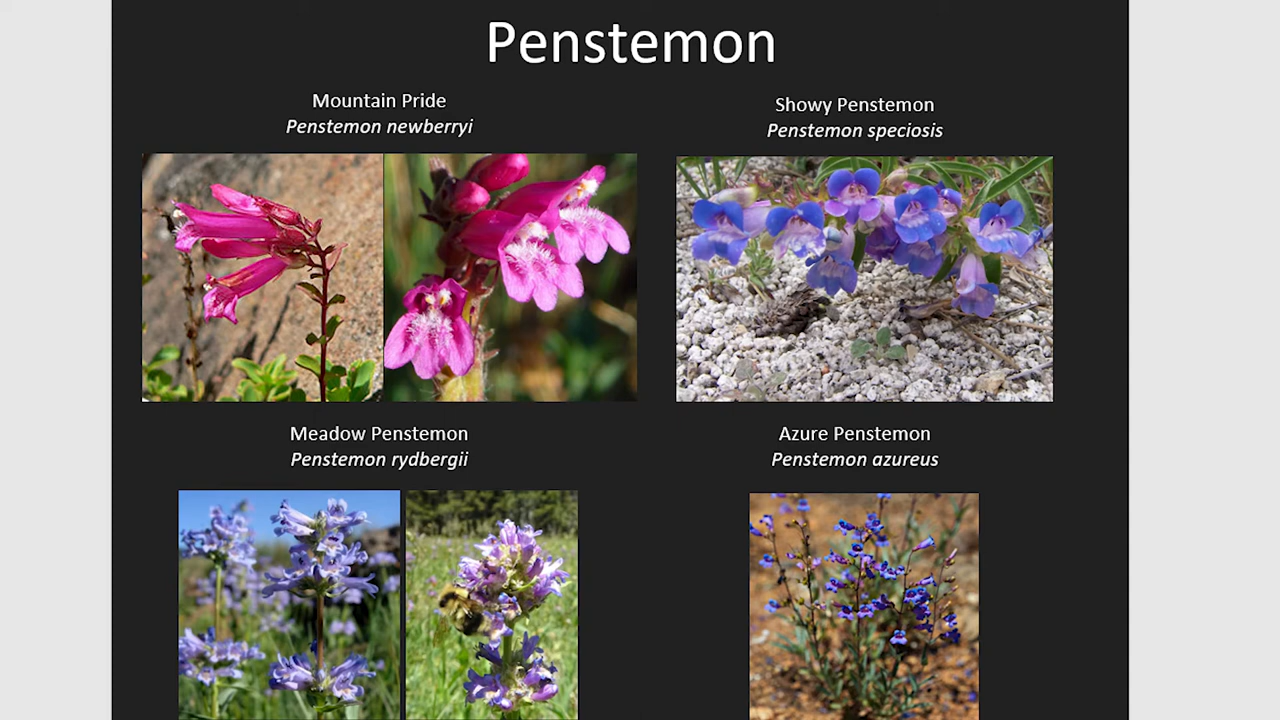 Penstemon
Mountain Pride
Penstemon newberryi
Showy Penstemon
Penstemon speciosis
Meadow Penstemon
Penstemon rydbergii
Azure Penstemon
Penstemon azureus